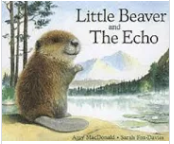 Little Beaver
and
The Echo
Amy MacDonald Sarah Fox-Davies